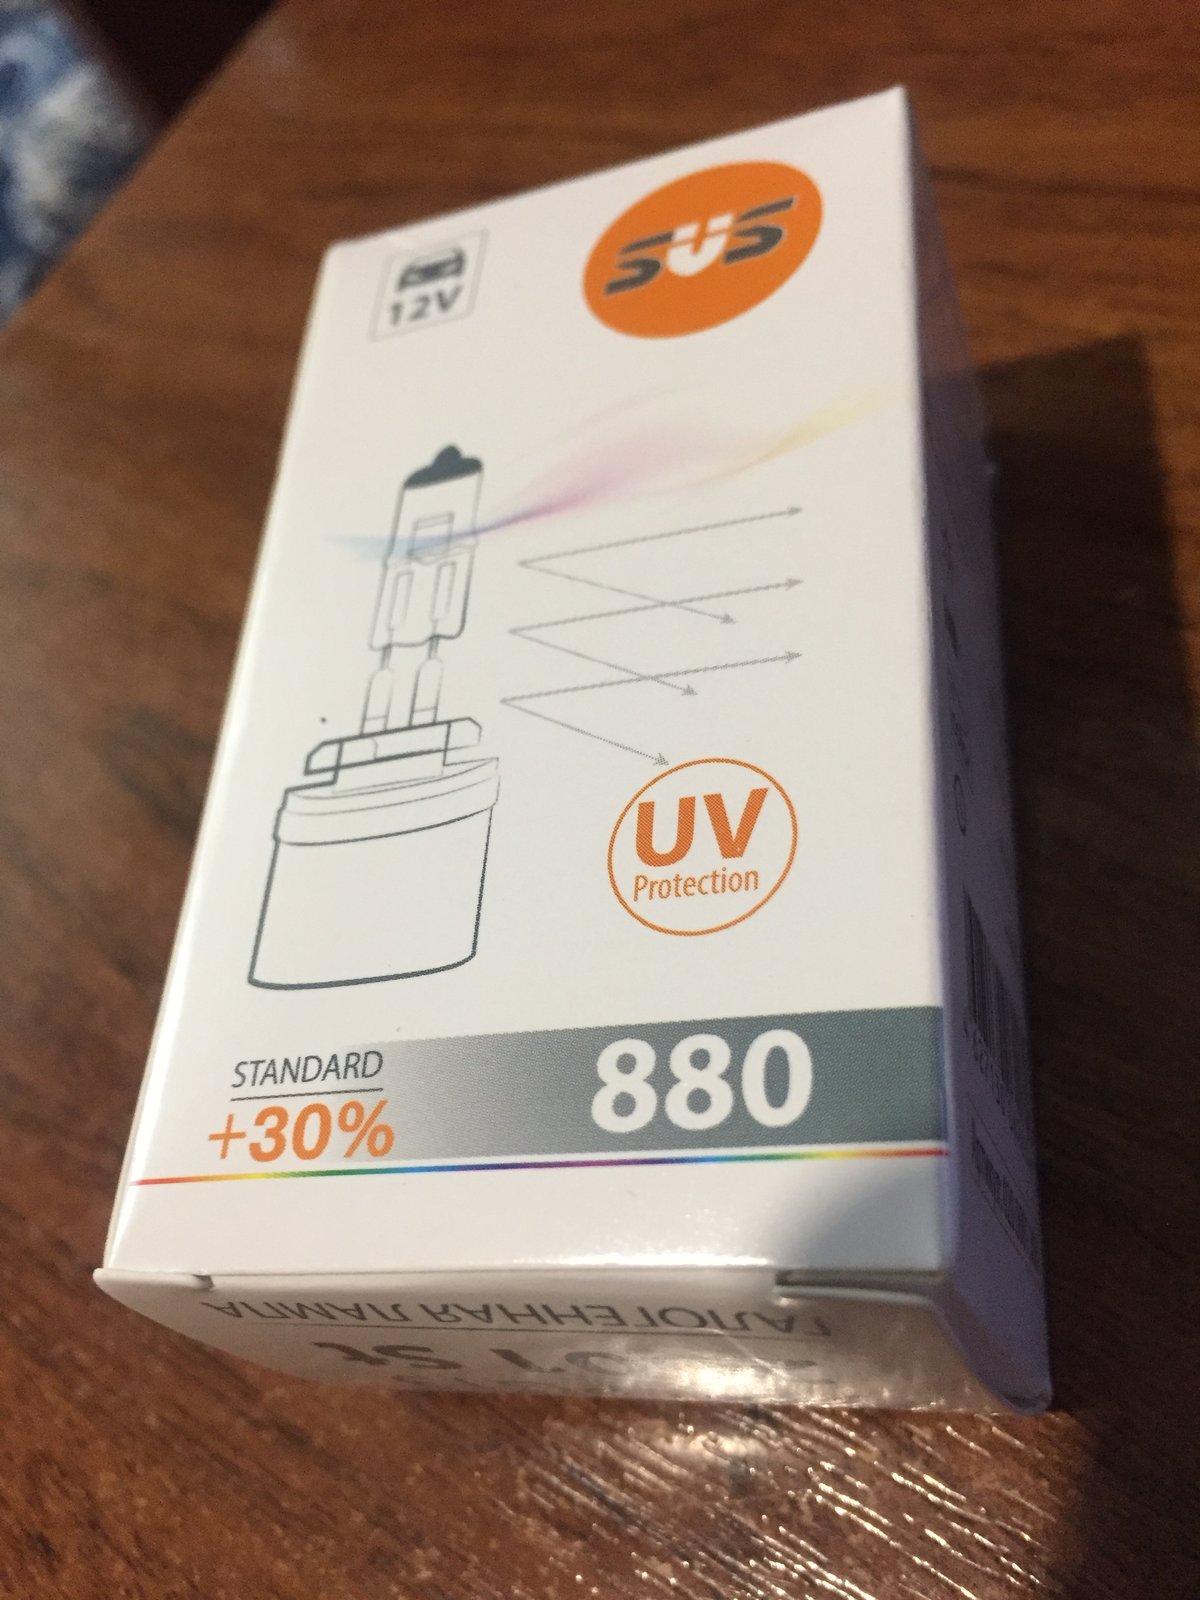 12V
SVS
UV
Protection
STANDARD
+30%
880
ГАЛОГЕННАЯ ЛАМПА